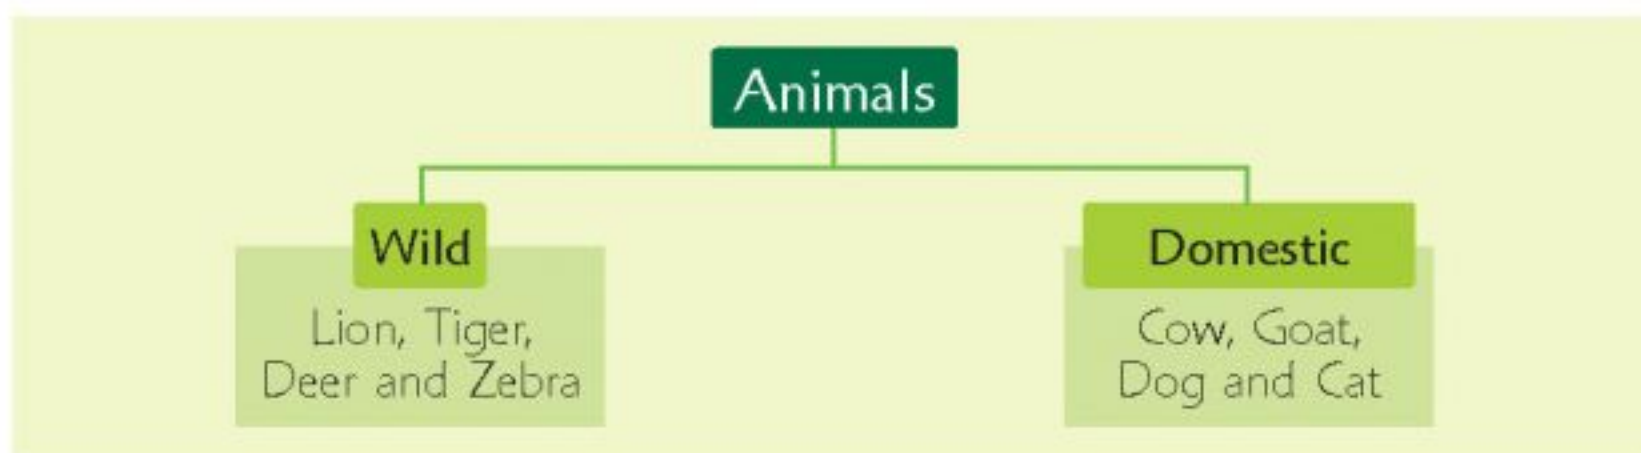 Animals
Wild
Lion, Tiger,
Deer and Zebra
Domestic
Cow, Goat,
Dog and Cat